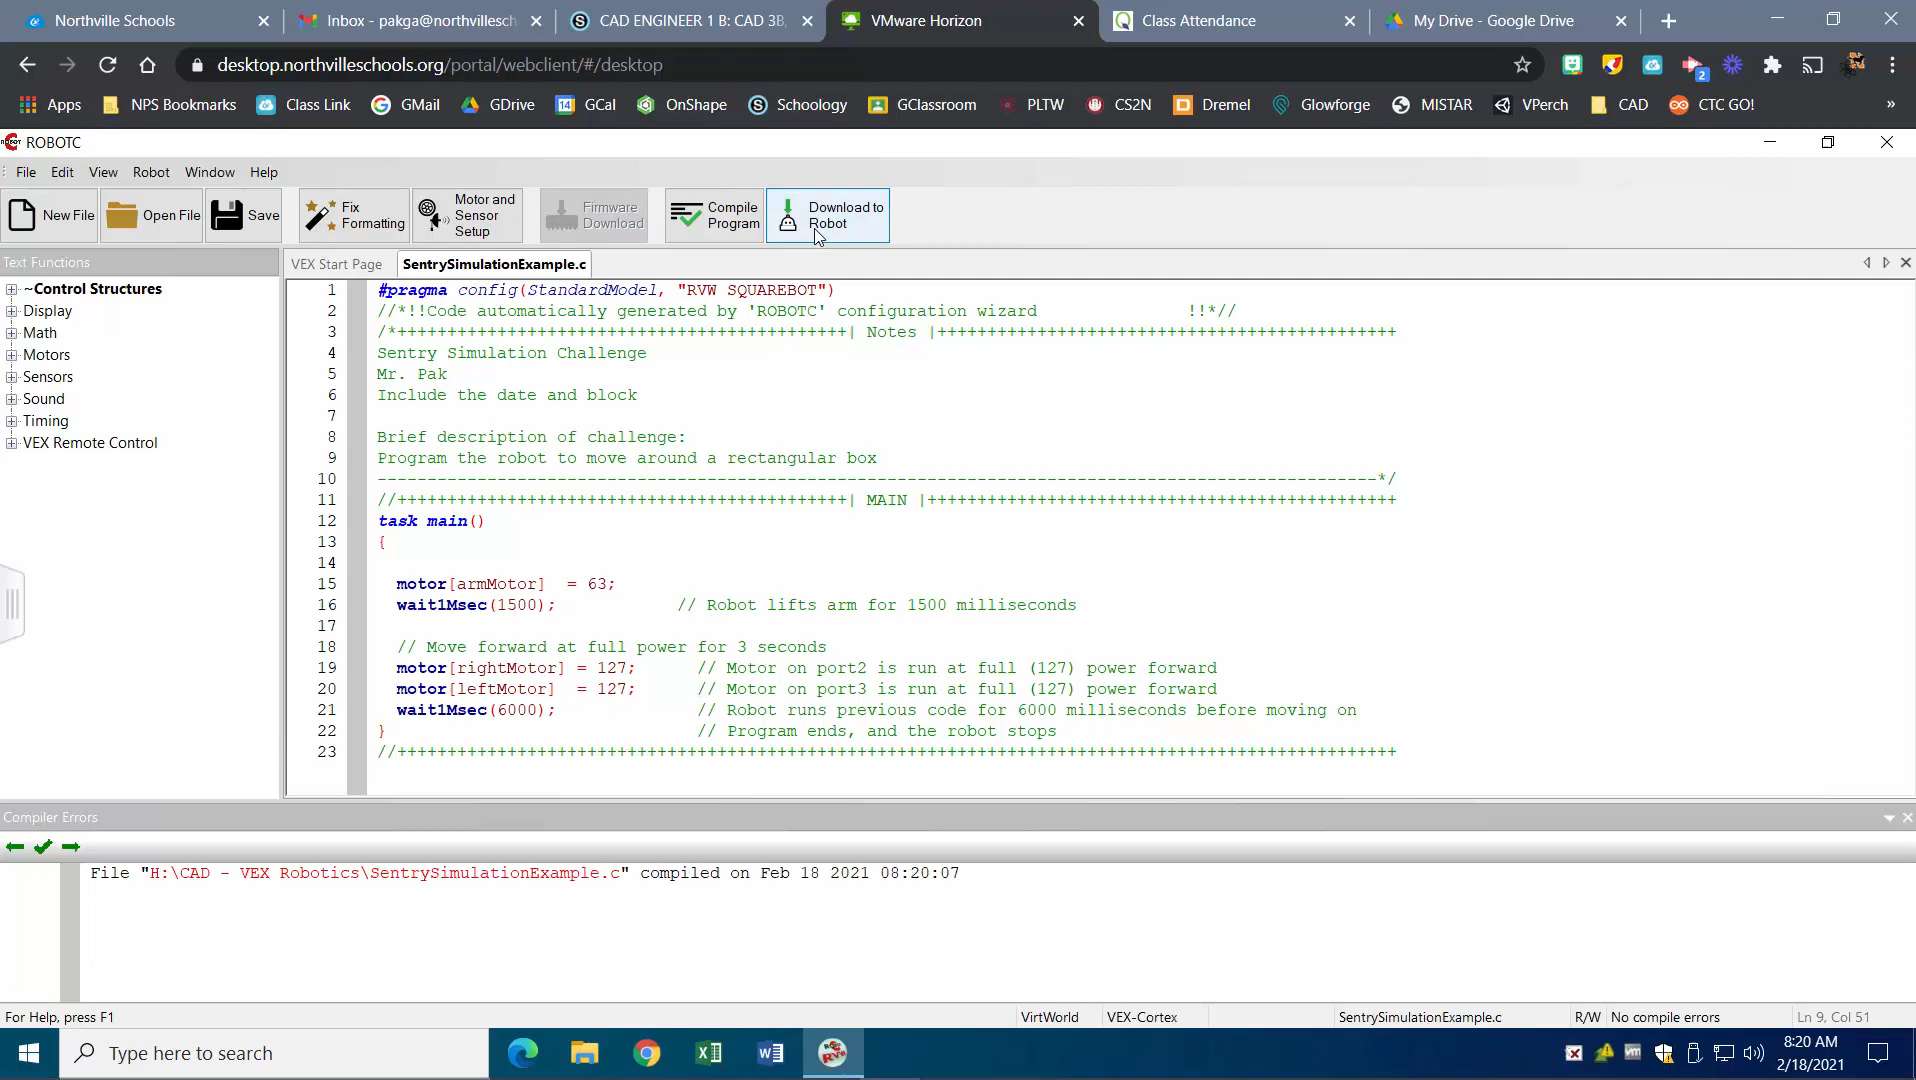 Northville Schools
Inbox - pakga@northvillesch
CAD ENGINEER 1 B: CAD 3B,
VMware Horizon
Class Attendance
My Drive - Google Drive
desktop.northvilleschools.org/portal/webclient/#/desktop
2
Apps
NPS Bookmarks
Class Link
GMail
GDrive
14
GCal
OnShape
Schoology
GClassroom
PLTW
CS2N
Dremel
Glowforge
MISTAR
VPerch
CAD
CTC GO!
»
ROBOTC
File Edit View Robot Window Help
New File
Open File
Save
Fix Formatting
Motor and Sensor Setup
Firmware Download
Compile Program
Download to Robot
Text Functions
~Control Structures
Display
Math
Motors
Sensors
Sound
Timing
VEX Remote Control
VEX Start Page
SentrySimulationExample.c
1 #pragma config(StandardModel, "RVW SQUAREBOT")
2 //*!!Code automatically generated by 'ROBOTC' configuration wizard               !!*//
3 /*+++++++++++++++++++++++++++++++++++++++++++++| Notes |+++++++++++++++++++++++++++++++++++++++++++++++
4 Sentry Simulation Challenge
5 Mr. Pak
6 Include the date and block
7
8 Brief description of challenge:
9 Program the robot to move around a rectangular box
10 ----------------------------------------------------------------------------------------------------*/
11 //+++++++++++++++++++++++++++++++++++++++++++++| MAIN |+++++++++++++++++++++++++++++++++++++++++++++++
12 task main()
13 {
14
15 motor[armMotor]  = 63;
16 wait1Msec(1500);            // Robot lifts arm for 1500 milliseconds
17
18 // Move forward at full power for 3 seconds
19 motor[rightMotor] = 127;      // Motor on port2 is run at full (127) power forward
20 motor[leftMotor]  = 127;      // Motor on port3 is run at full (127) power forward
21 wait1Msec(6000);              // Robot runs previous code for 6000 milliseconds before moving on
22 }                               // Program ends, and the robot stops
23 //++++++++++++++++++++++++++++++++++++++++++++++++++++++++++++++++++++++++++++++++++++++++++++++++++++
Compiler Errors
File "H:\CAD - VEX Robotics\SentrySimulationExample.c" compiled on Feb 18 2021 08:20:07
For Help, press F1
VirtWorld
VEX-Cortex
SentrySimulationExample.c
R/W
No compile errors
Ln 9, Col 51
Type here to search
8:20 AM
2/18/2021